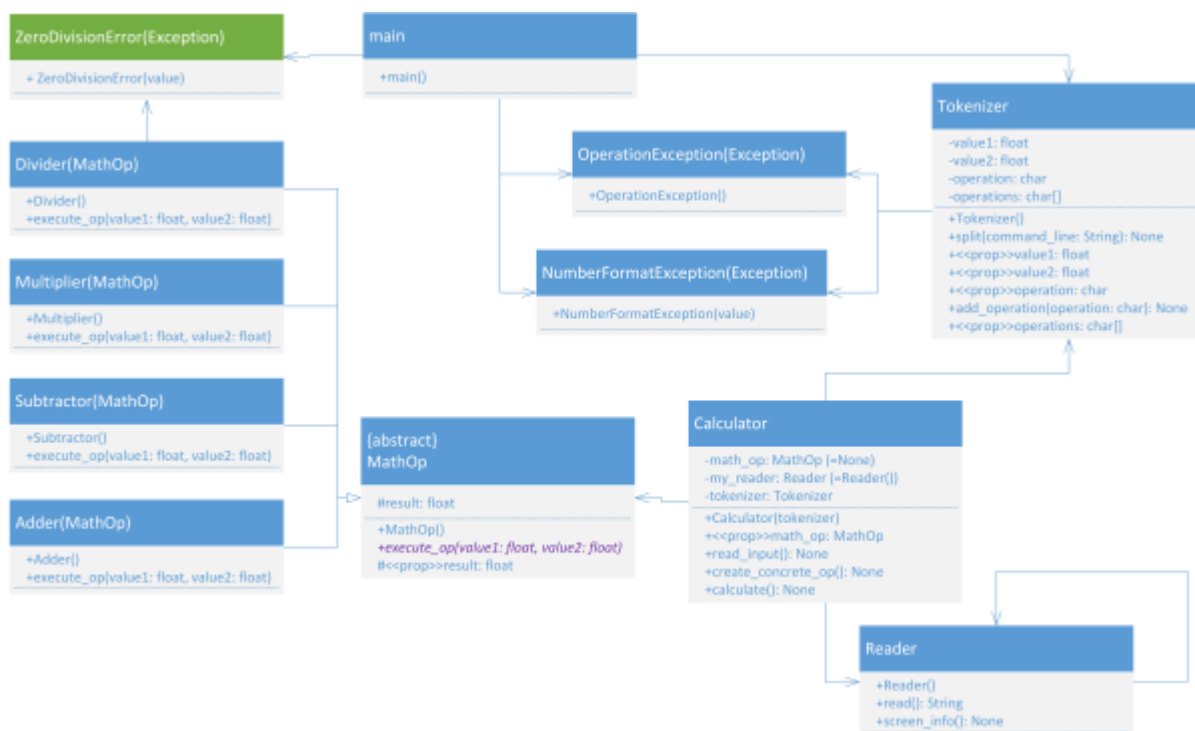 ZeroDivisionError(Exception)
+ ZeroDivisionError(value)
main
+main()
Tokenizer
-value1: float
-value2: float
-operation: char
-operations: char[]
+Tokenizer()
+split(command_line: String): None
+<<prop>>value1: float
+<<prop>>value2: float
+<<prop>>operation: char
+add_operation(operation: char): None
+<<prop>>operations: char[]
OperationException(Exception)
+OperationException()
Divider(MathOp)
+Divider()
+execute_op(value1: float, value2: float)
NumberFormatException(Exception)
+NumberFormatException(value)
Multiplier(MathOp)
+Multiplier()
+execute_op(value1: float, value2: float)
Subtractor(MathOp)
+Subtractor()
+execute_op(value1: float, value2: float)
{abstract}
MathOp
#result: float
+MathOp()
+execute_op(value1: float, value2: float)
#<<prop>>result: float
Calculator
-math_op: MathOp (=None)
-my_reader: Reader (=Reader())
-tokenizer: Tokenizer
+Calculator(tokenizer)
+<<prop>>math_op: MathOp
+read_input(): None
+create_concrete_op(): None
+calculate(): None
Adder(MathOp)
+Adder()
+execute_op(value1: float, value2: float)
Reader
+Reader()
+read(): String
+screen_info(): None